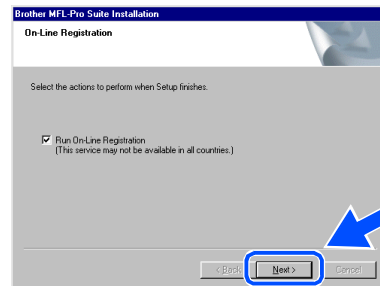 Brother MFL-Pro Suite Installation
On-Line Registration
Select the actions to perform when Setup finishes.
Run On-Line Registration
(This service may not be available in all countries.)
< Back Next > Cancel